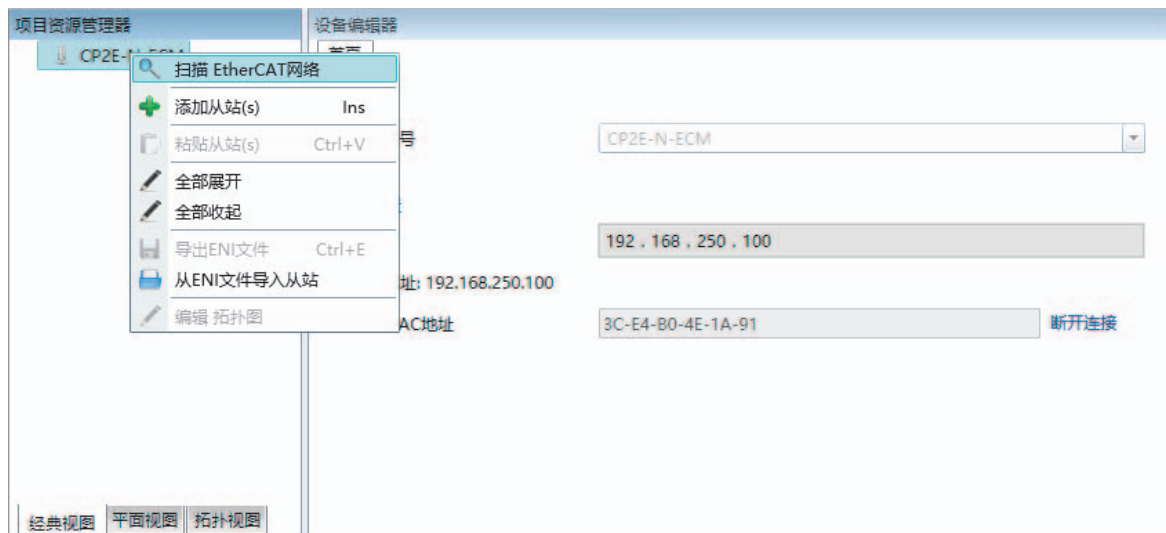 项目资源管理器
设备编辑器
CP2E-N-ECM
首页
扫描 EtherCAT网络
添加从站(s) Ins
粘贴从站(s) Ctrl+V
号
CP2E-N-ECM
全部展开
全部收起
192 . 168 . 250 . 100
导出ENI文件 Ctrl+E
从ENI文件导入从站
址: 192.168.250.100
编辑 拓扑图
AC地址
3C-E4-B0-4E-1A-91
断开连接
经典视图 平面视图 拓扑视图